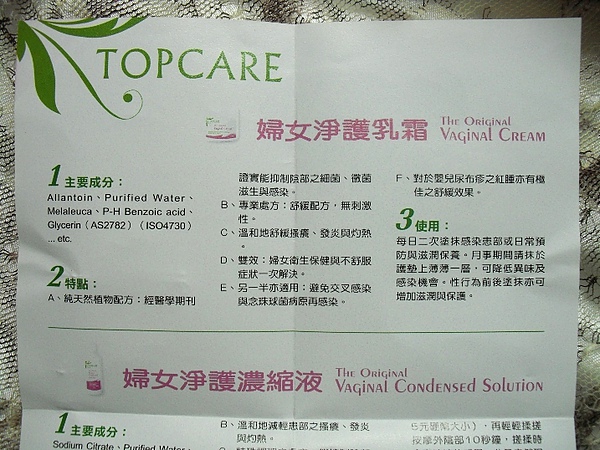 TOPCARE
婦女淨護乳霜 The Original Vaginal Cream
1 主要成分：
Allantoin、Purified Water、
Melaleuca、P-H Benzoic acid、
Glycerin（AS2782）（ISO4730）
... etc.
2 特點：
A、純天然植物配方：經醫學期刊
證實能抑制陰部之細菌、黴菌
滋生與感染。
B、專業處方：舒緩配方，無刺激
性。
C、溫和地舒緩搔癢、發炎與灼熱
。
D、雙效：婦女衛生保健與不舒服
症狀一次解決。
E、另一半亦適用：避免交叉感染
與念珠球菌病原再感染。
F、對於嬰兒尿布疹之紅腫亦有極
佳之舒緩效果。
3 使用：
每日二次塗抹感染患部或日常預
防與滋潤保養。月事期間請抹於
護墊上薄薄一層，可降低異味及
感染機會。性行為前後塗抹亦可
增加滋潤與保護。
婦女淨護濃縮液 The Original Vaginal Condensed Solution
1 主要成分：
Sodium Citrate、Purified Water、
B、溫和地減輕患部之搔癢、發炎
與灼熱。
5元硬幣大小），再輕輕揉搓
按摩外陰部10秒鐘，搓揉時